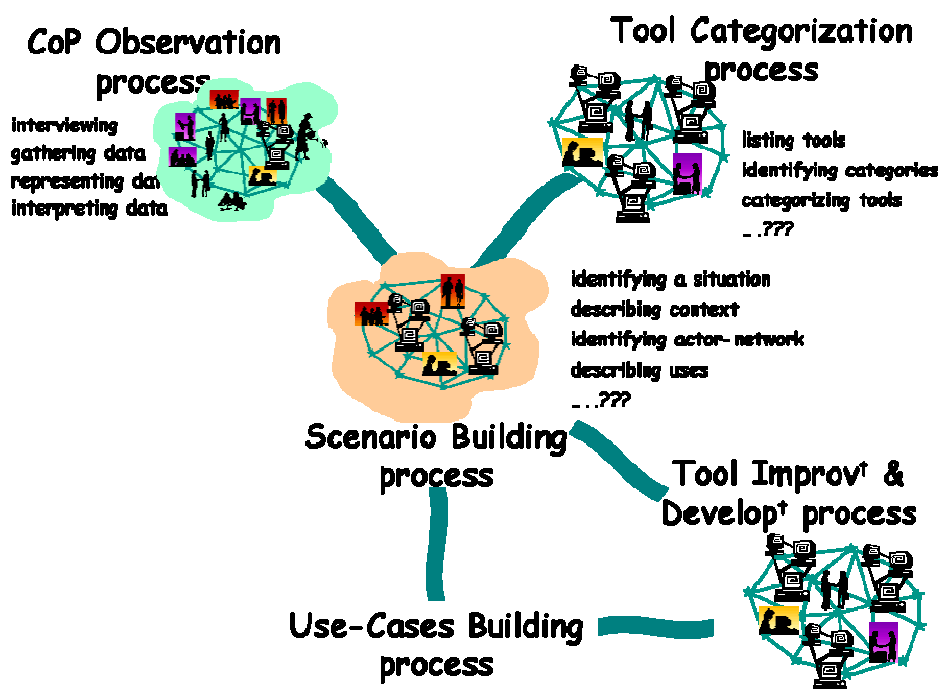 CoP Observation
process
interviewing
gathering data
representing dat
interpreting data
Tool Categorization
process
listing tools
identifying categories
categorizing tools
_ . .???
identifying a situation
describing context
identifying actor-network
describing uses
_ . .???
Scenario Building
process
Tool Improv† &
Develop† process
Use-Cases Building
process